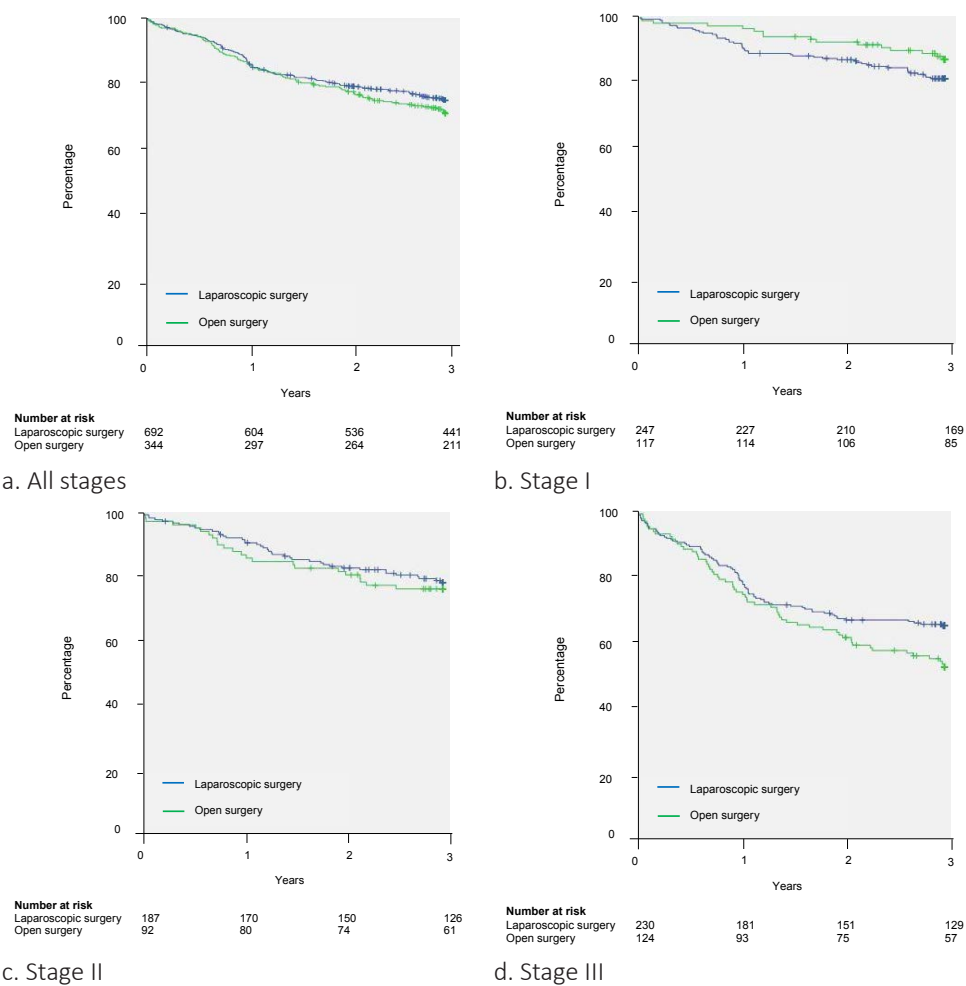 100
80
60
40
20
0
Percentage
Laparoscopic surgery
Open surgery
0 1 2 3
Years
Number at risk
Laparoscopic surgery 692 604 536 441
Open surgery 344 297 264 211
a. All stages
100
80
60
40
20
0
Percentage
Laparoscopic surgery
Open surgery
0 1 2 3
Years
Number at risk
Laparoscopic surgery 247 227 210 169
Open surgery 117 114 106 85
b. Stage I
100
80
60
40
20
0
Percentage
Laparoscopic surgery
Open surgery
0 1 2 3
Years
Number at risk
Laparoscopic surgery 187 170 150 126
Open surgery 92 80 74 61
c. Stage II
100
80
60
40
20
0
Percentage
Laparoscopic surgery
Open surgery
0 1 2 3
Years
Number at risk
Laparoscopic surgery 230 181 151 129
Open surgery 124 93 75 57
d. Stage III